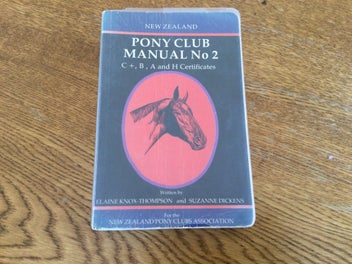 NEW ZEALAND
PONY CLUB
MANUAL No 2
C +, B , A and H Certificates
Written by
ELAINE KNOX-THOMPSON and SUZANNE DICKENS
For the
NEW ZEALAND PONY CLUBS ASSOCIATION